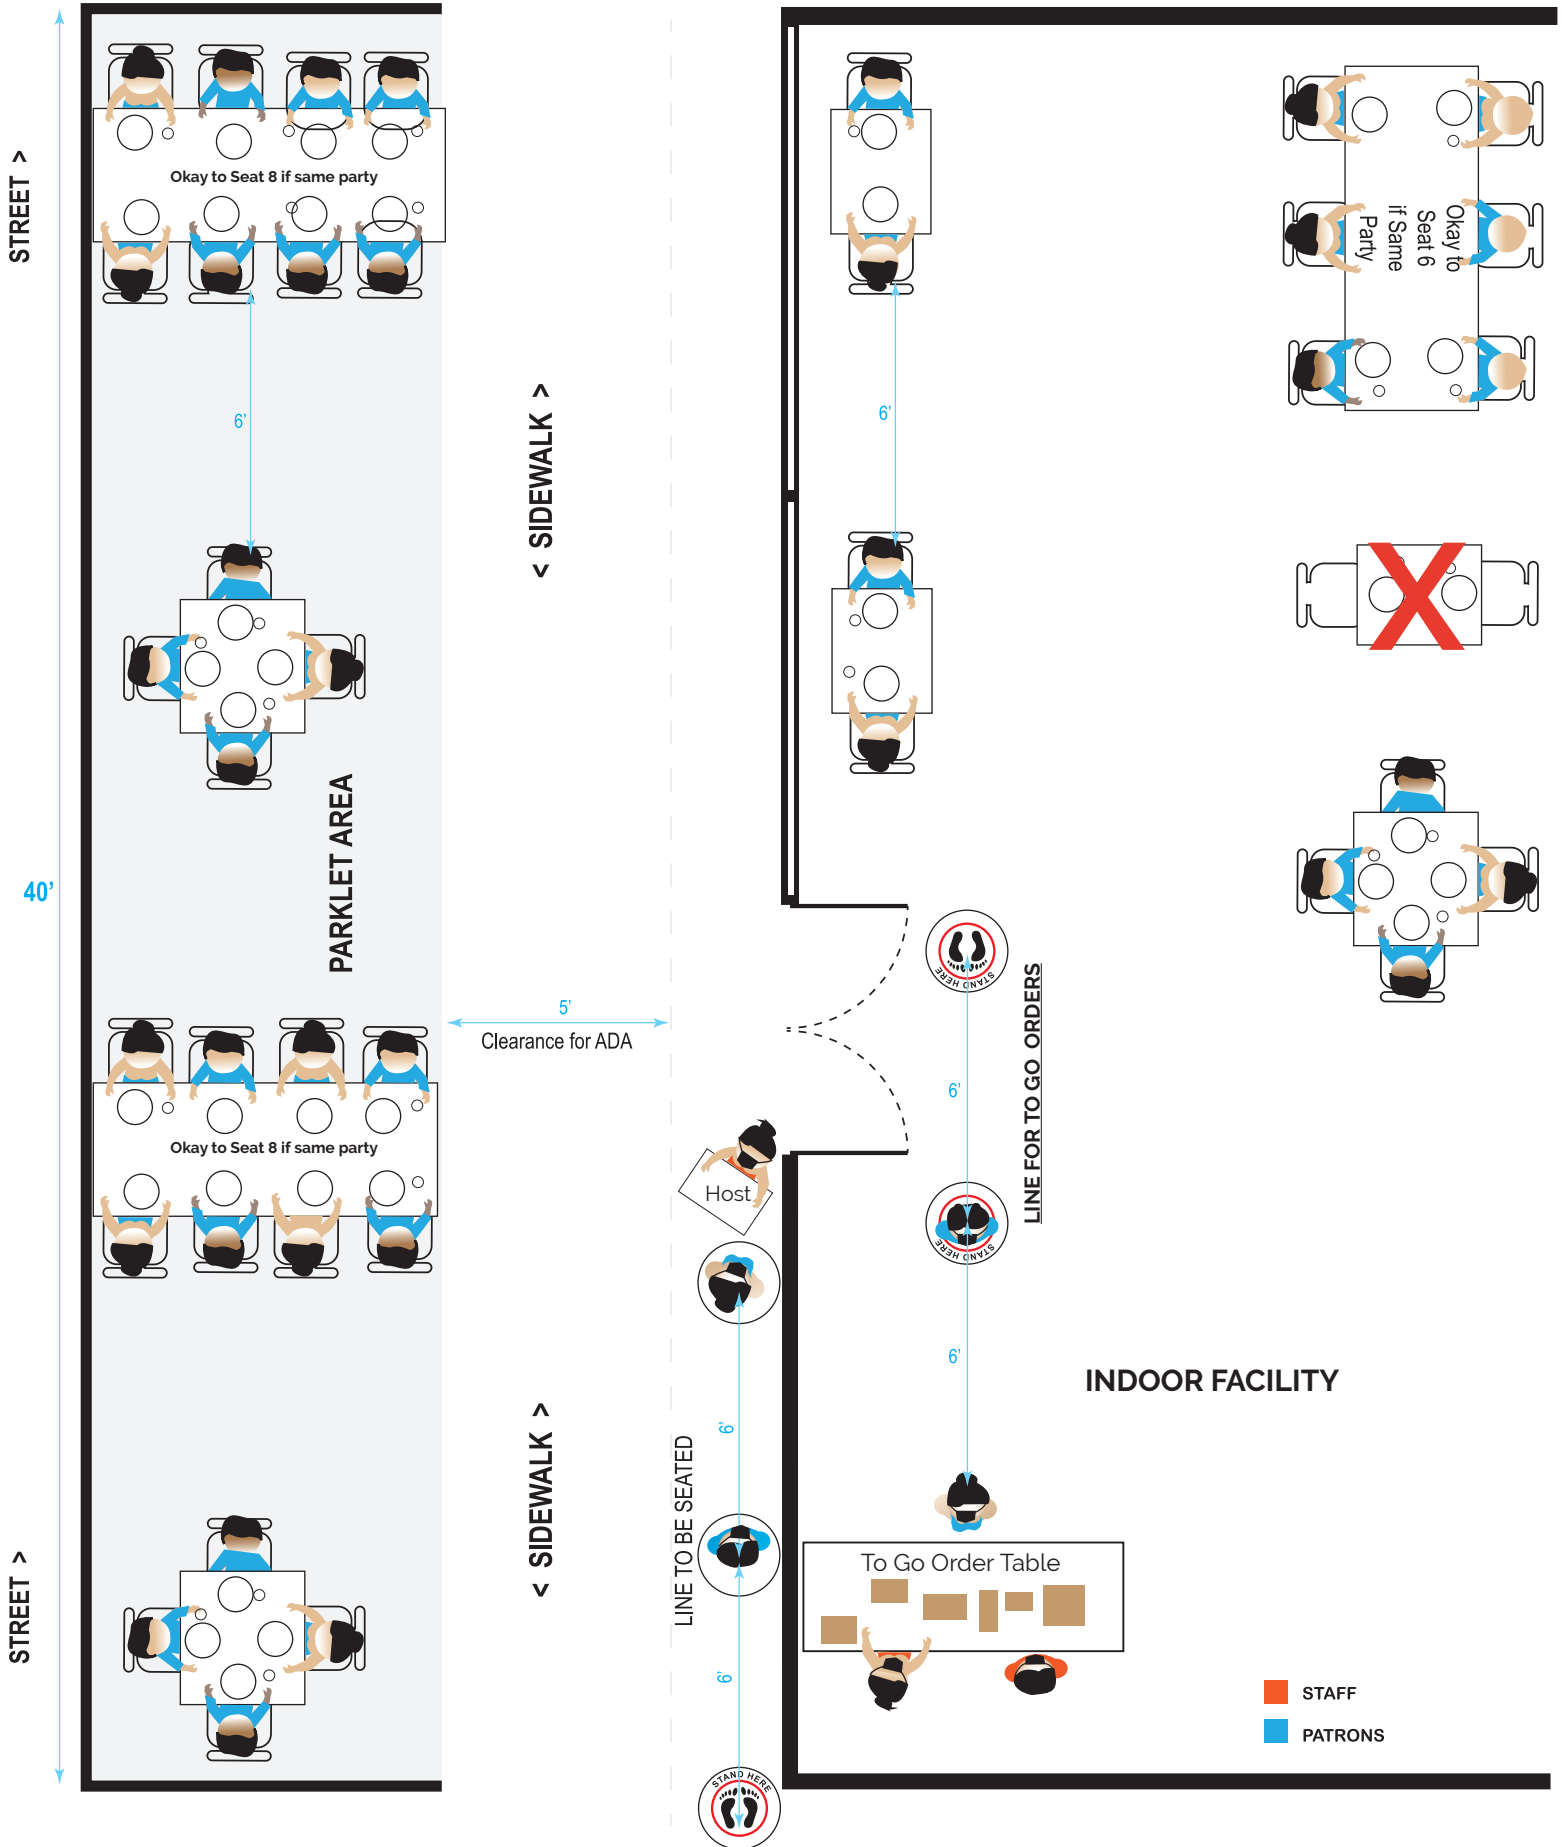 STREET >
Okay to Seat 8 if same party
6'
< SIDEWALK >
PARKLET AREA
40'
5'
Clearance for ADA
Okay to Seat 8 if same party
< SIDEWALK >
STREET >
LINE TO BE SEATED
Host
6'
6'
STAND HERE
6'
Okay to
Seat 6
if Same
Party
X
STAND HERE
6'
LINE FOR TO GO ORDERS
STAND HERE
6'
INDOOR FACILITY
To Go Order Table
STAFF
PATRONS